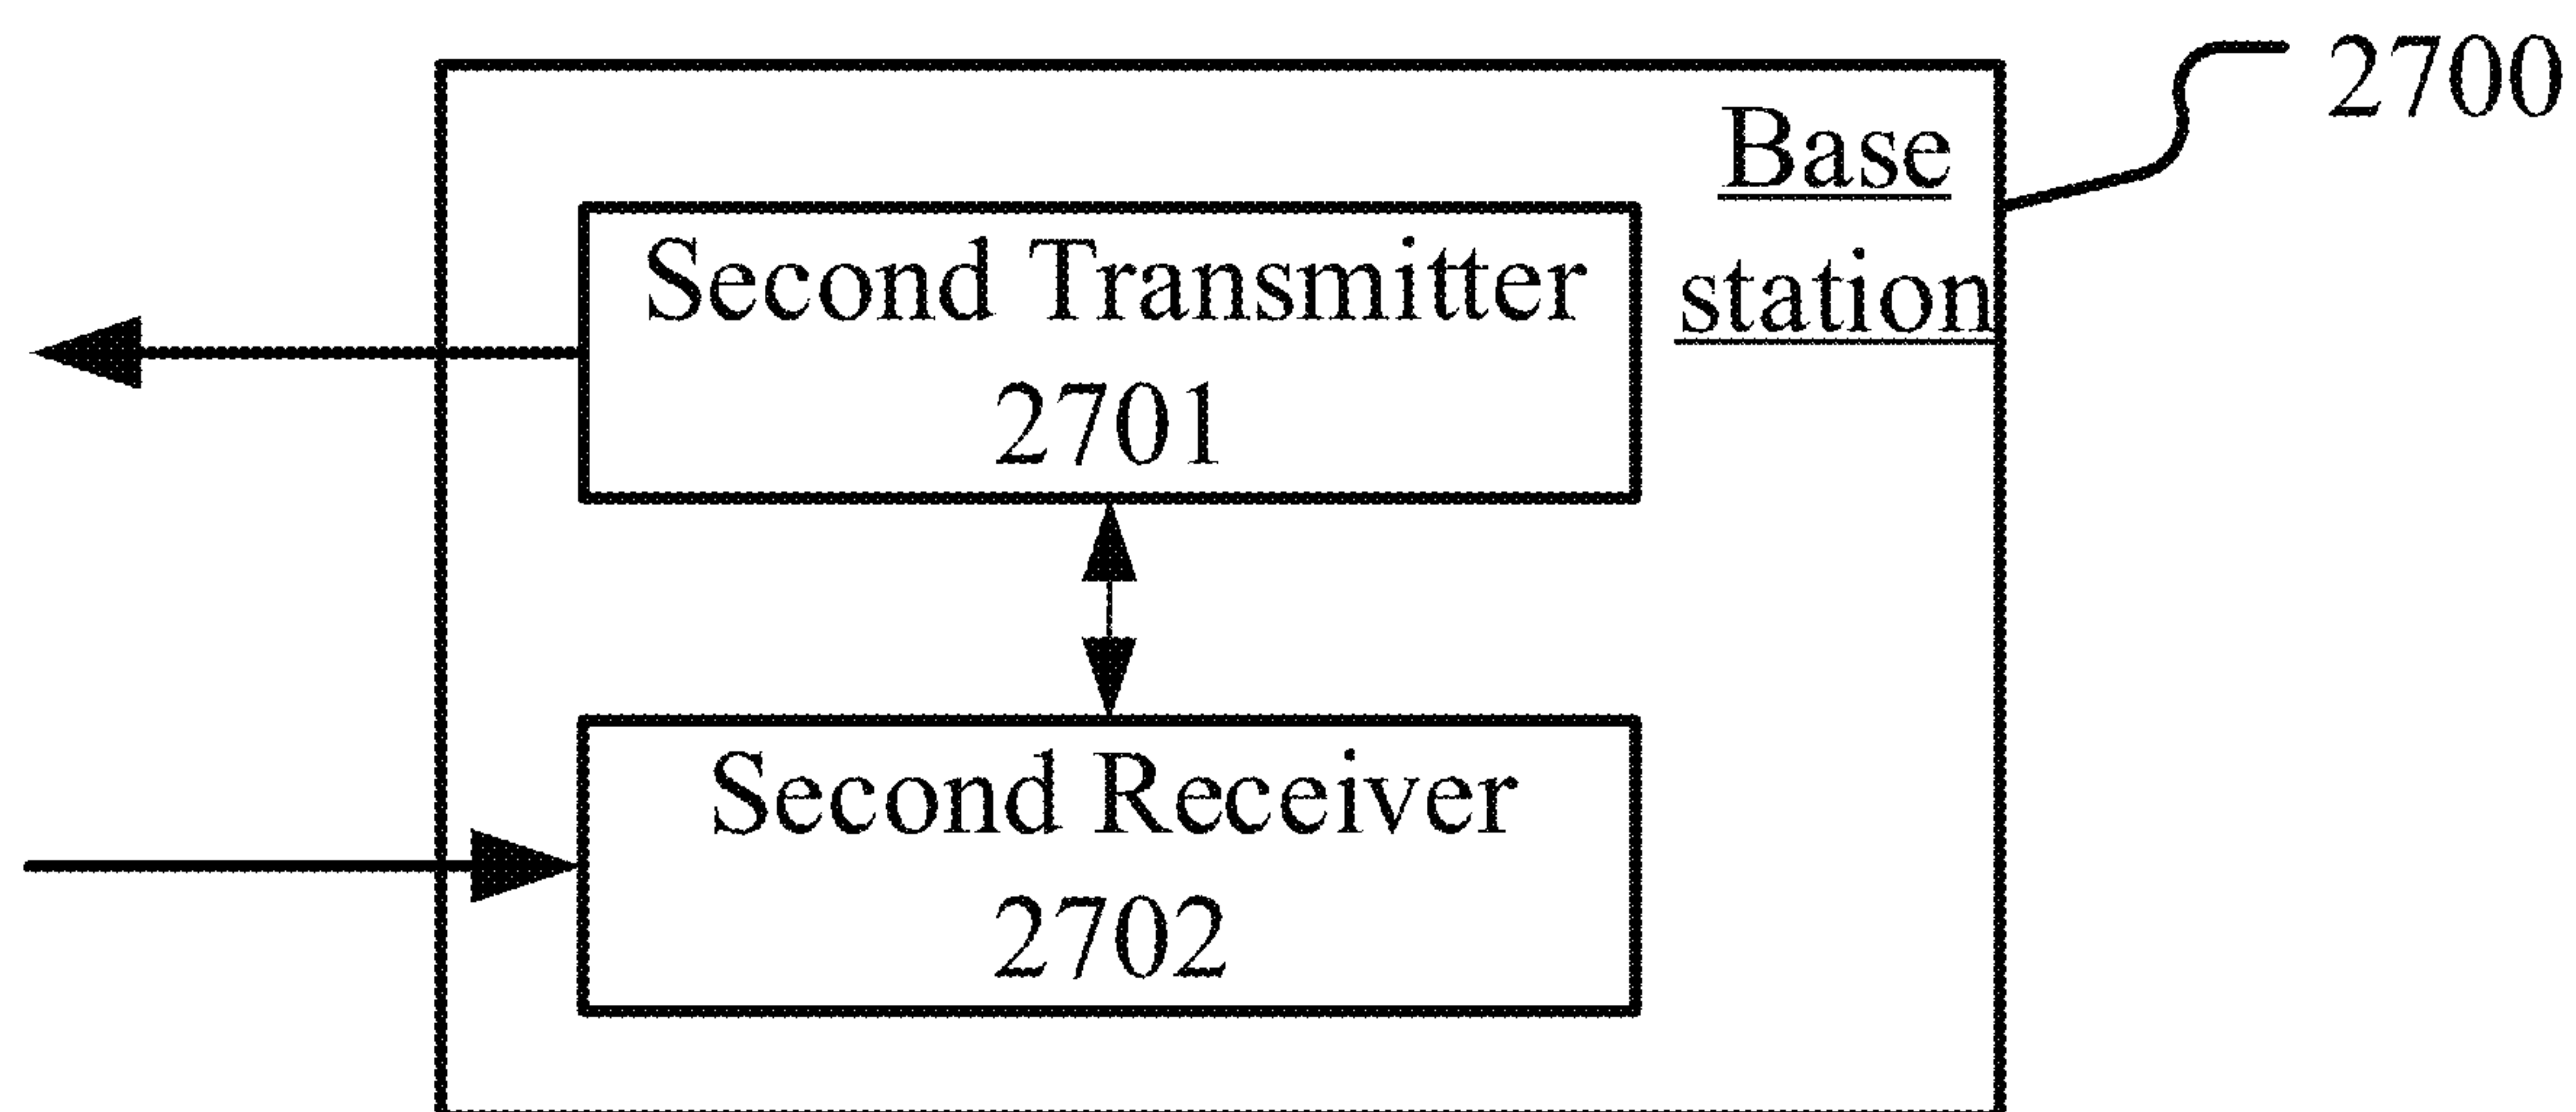 2700
Base
station
Second Transmitter
2701
Second Receiver
2702